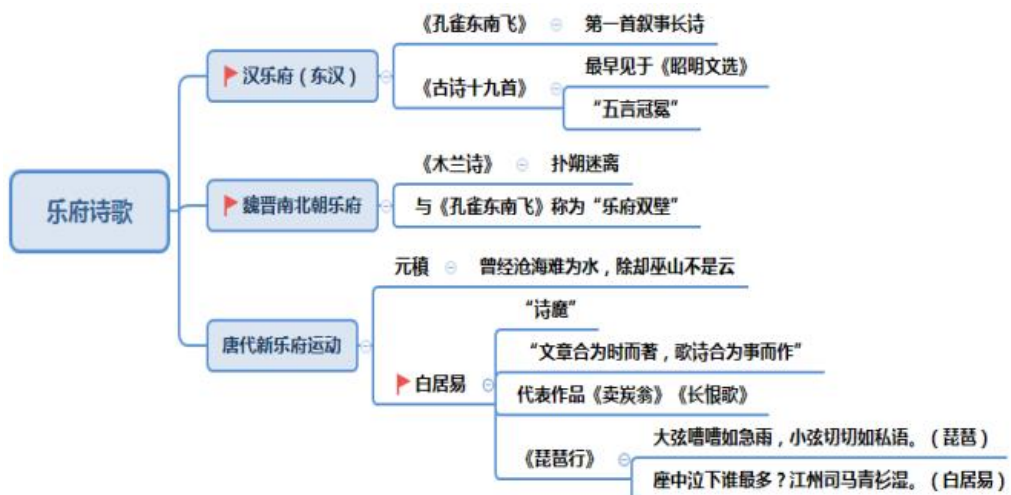 乐府诗歌
汉乐府（东汉）
《孔雀东南飞》
第一首叙事长诗
《古诗十九首》
最早见于《昭明文选》
“五言冠冕”
魏晋南北朝乐府
《木兰诗》
扑朔迷离
与《孔雀东南飞》称为“乐府双壁”
唐代新乐府运动
元稹
曾经沧海难为水，除却巫山不是云
白居易
“诗魔”
“文章合为时而著，歌诗合为事而作”
代表作品《卖炭翁》《长恨歌》
《琵琶行》
大弦嘈嘈如急雨，小弦切切如私语。（琵琶）
座中泣下谁最多？江州司马青衫湿。（白居易）